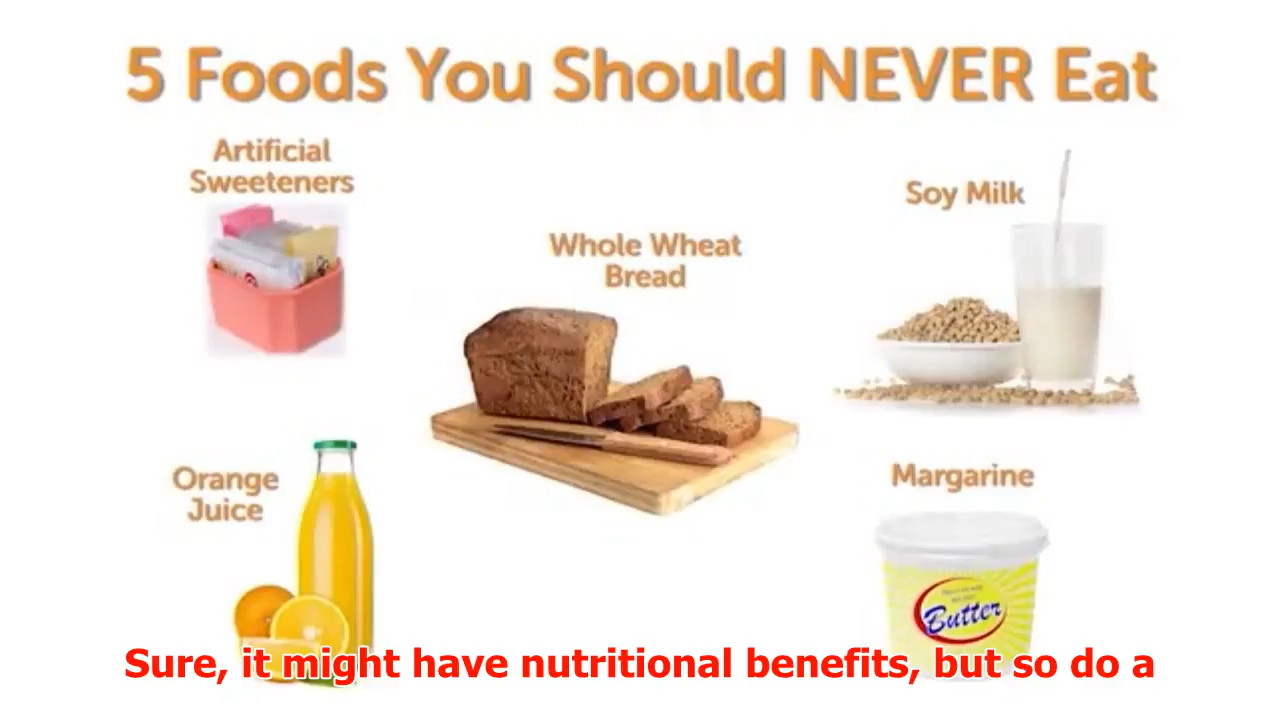 5 Foods You Should NEVER Eat
Artificial
Sweeteners
Whole Wheat
Bread
Soy Milk
Orange
Juice
Margarine
Butter
Sure, it might have nutritional benefits, but so do a